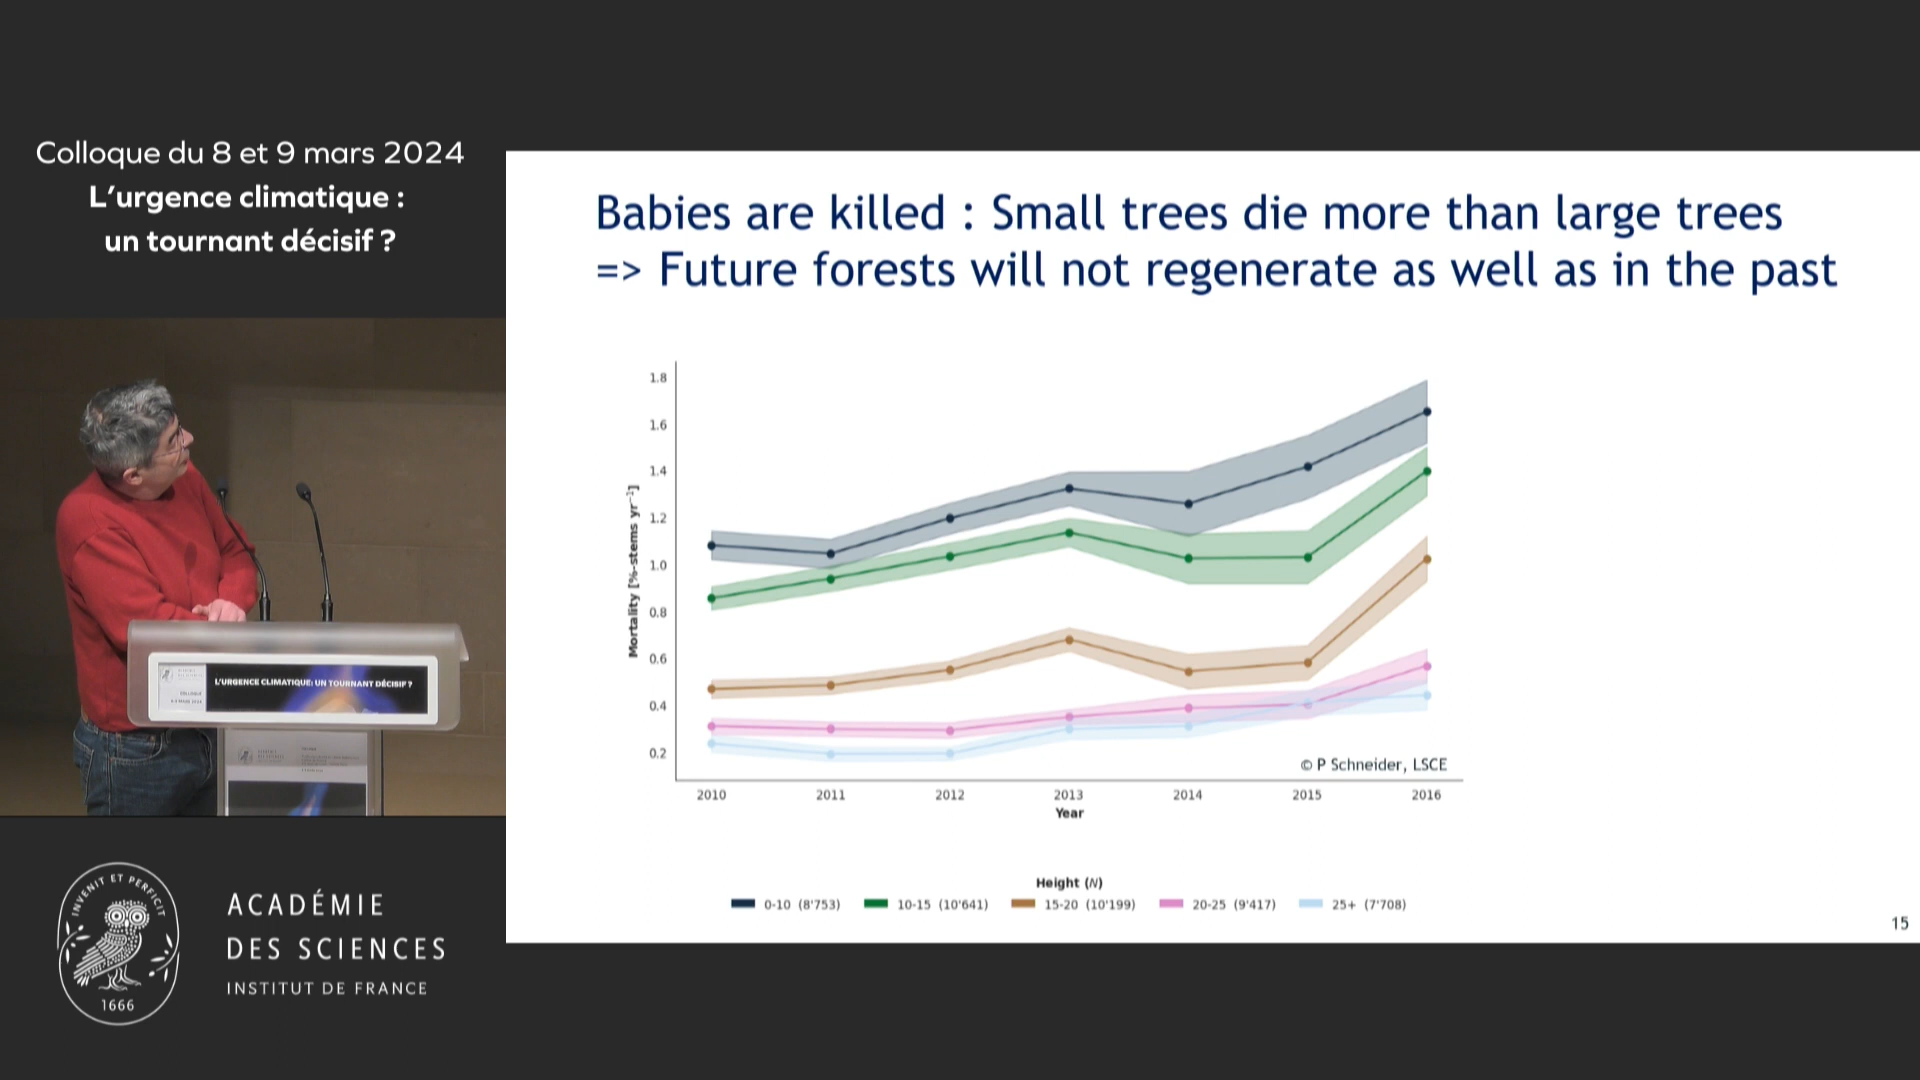 Colloque du 8 et 9 mars 2024
L'urgence climatique :
un tournant décisif ?
Babies are killed : Small trees die more than large trees
=> Future forests will not regenerate as well as in the past
1.8
1.6
1.4
1.2
1.0
0.8
0.6
0.4
0.2
Mortality [%-stems yr⁻¹]
© P Schneider, LSCE
2010 2011 2012 2013 2014 2015 2016
Year
Height (N)
0-10 (8'753) 10-15 (10'641) 15-20 (10'199) 20-25 (9'417) 25+ (7'708)
15
L'URGENCE CLIMATIQUE: UN TOURNANT DÉCISIF ?
INVENIT ET PERFICIT
1666
ACADÉMIE
DES SCIENCES
INSTITUT DE FRANCE